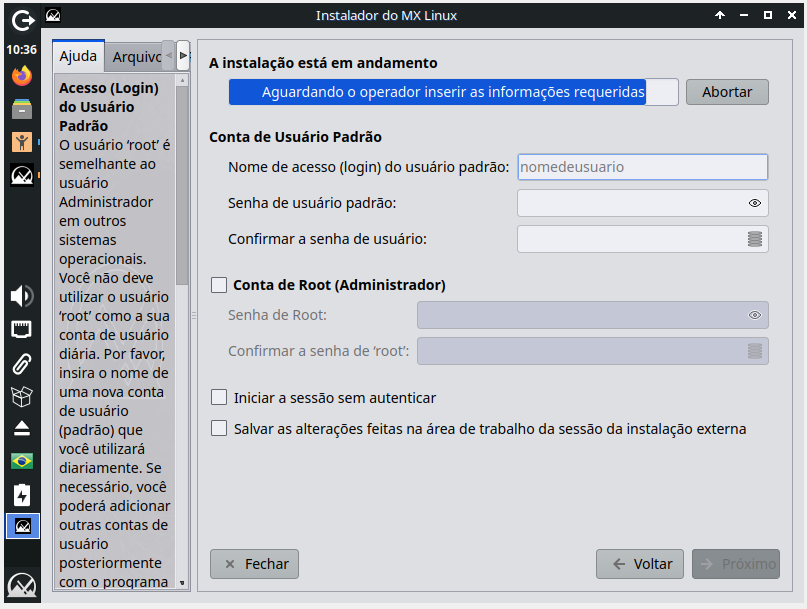 Instalador do MX Linux
10:36
Ajuda
Arquivo
Acesso (Login)
do Usuário
Padrão
O usuário ‘root’ é
semelhante ao
usuário
Administrador
em outros
sistemas
operacionais.
Você não deve
utilizar o usuário
‘root’ como a sua
conta de usuário
diária. Por favor,
insira o nome de
uma nova conta
de usuário
(padrão) que
você utilizará
diariamente. Se
necessário, você
poderá adicionar
outras contas de
usuário
posteriormente
com o programa
A instalação está em andamento
Aguardando o operador inserir as informações requeridas
Abortar
Conta de Usuário Padrão
Nome de acesso (login) do usuário padrão:
nomedeusuario
Senha de usuário padrão:
Confirmar a senha de usuário:
Conta de Root (Administrador)
Senha de Root:
Confirmar a senha de ‘root’:
Iniciar a sessão sem autenticar
Salvar as alterações feitas na área de trabalho da sessão da instalação externa
Fechar
Voltar
Próximo